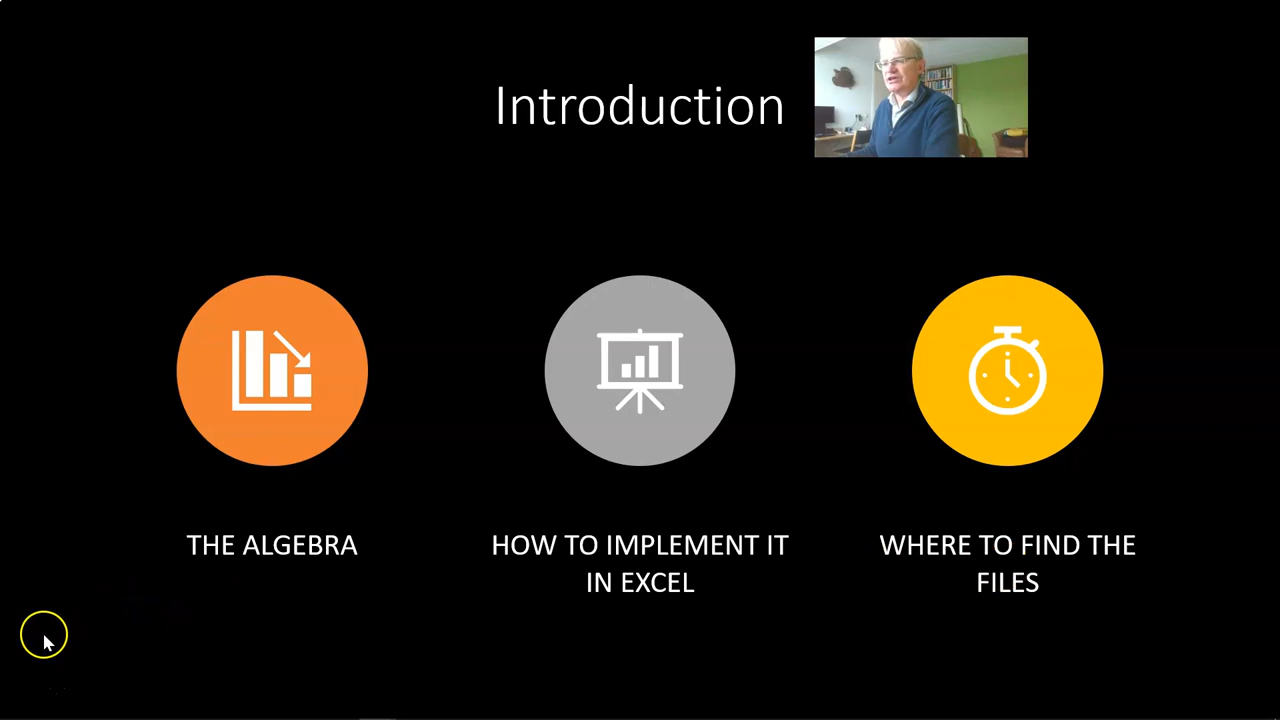 Introduction
THE ALGEBRA
HOW TO IMPLEMENT IT
IN EXCEL
WHERE TO FIND THE
FILES